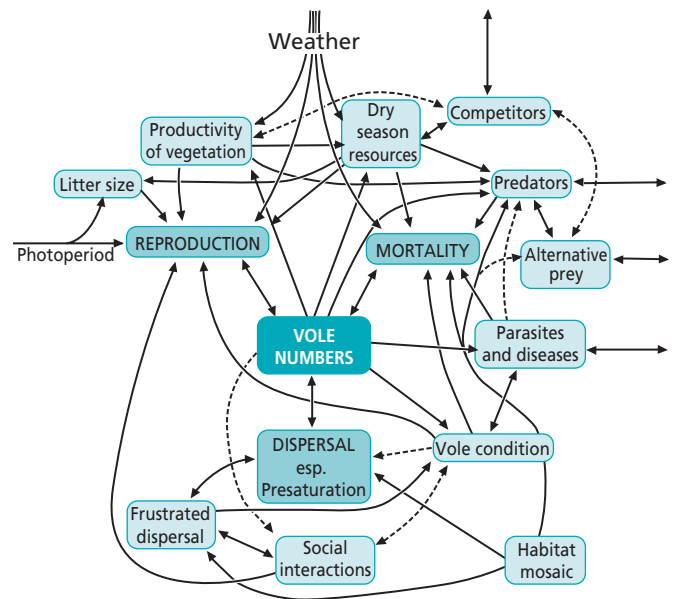 Weather
Competitors
Dry
season
resources
Productivity
of vegetation
Litter size
Predators
Photoperiod
REPRODUCTION
MORTALITY
Alternative
prey
VOLE
NUMBERS
Parasites
and diseases
DISPERSAL
esp.
Presaturation
Vole condition
Frustrated
dispersal
Social
interactions
Habitat
mosaic